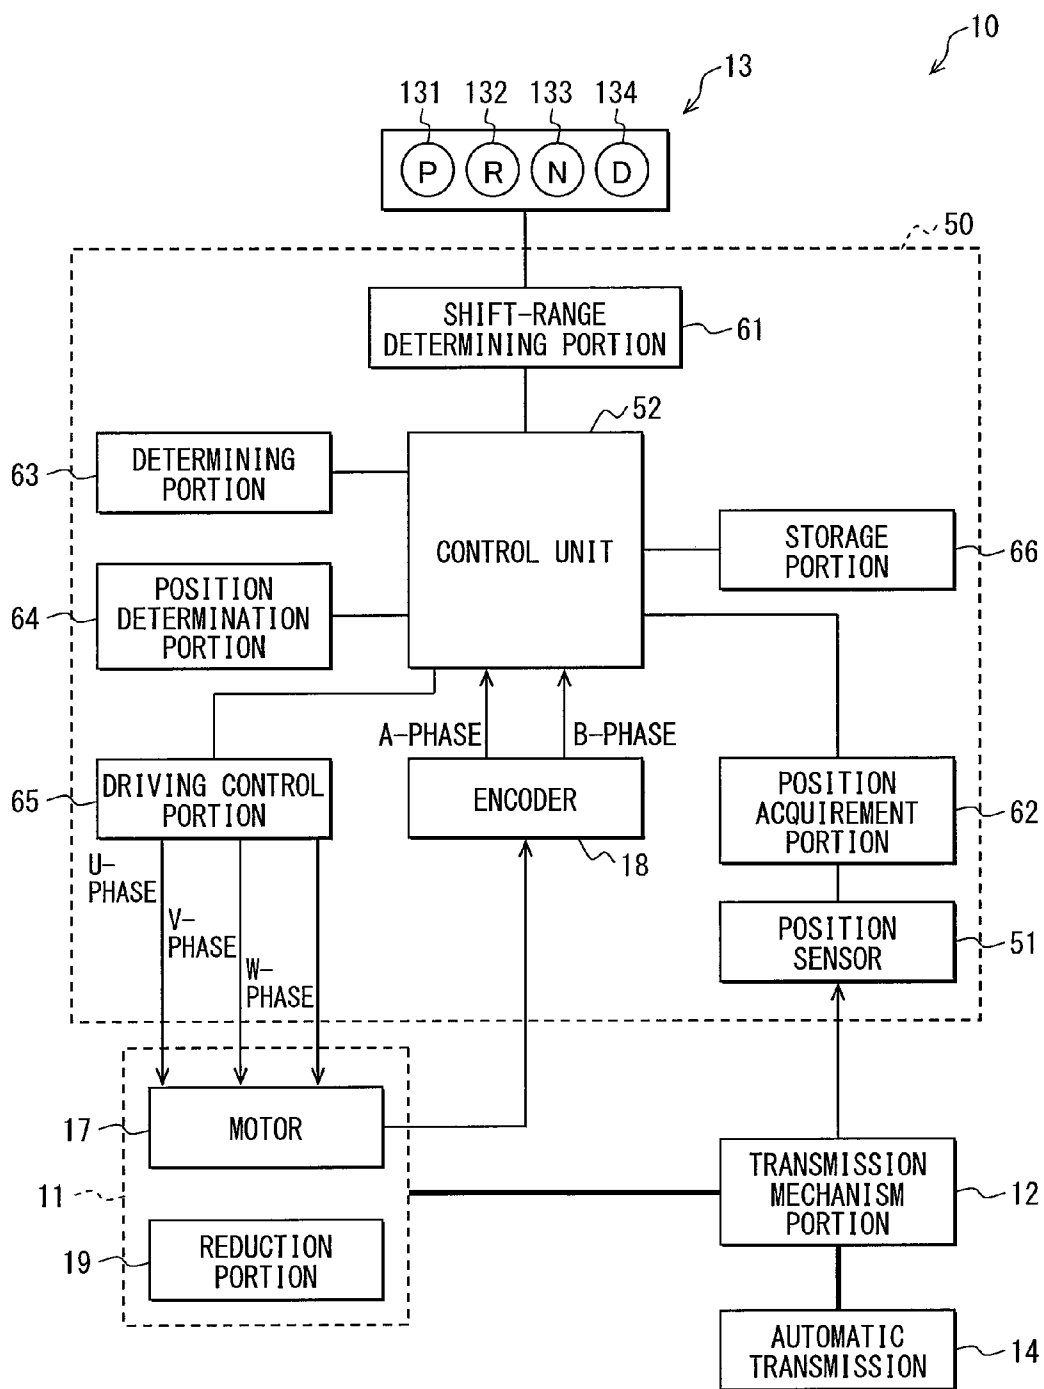 10
13
131 132 133 134
P R N D
50
SHIFT-RANGE
DETERMINING PORTION
61
52
63
DETERMINING
PORTION
CONTROL UNIT
STORAGE
PORTION
66
64
POSITION
DETERMINATION
PORTION
A-PHASE
B-PHASE
65
DRIVING CONTROL
PORTION
ENCODER
18
POSITION
ACQUIREMENT
PORTION
62
U-
PHASE
V-
PHASE
W-
PHASE
POSITION
SENSOR
51
17
MOTOR
11
19
REDUCTION
PORTION
TRANSMISSION
MECHANISM
PORTION
12
AUTOMATIC
TRANSMISSION
14